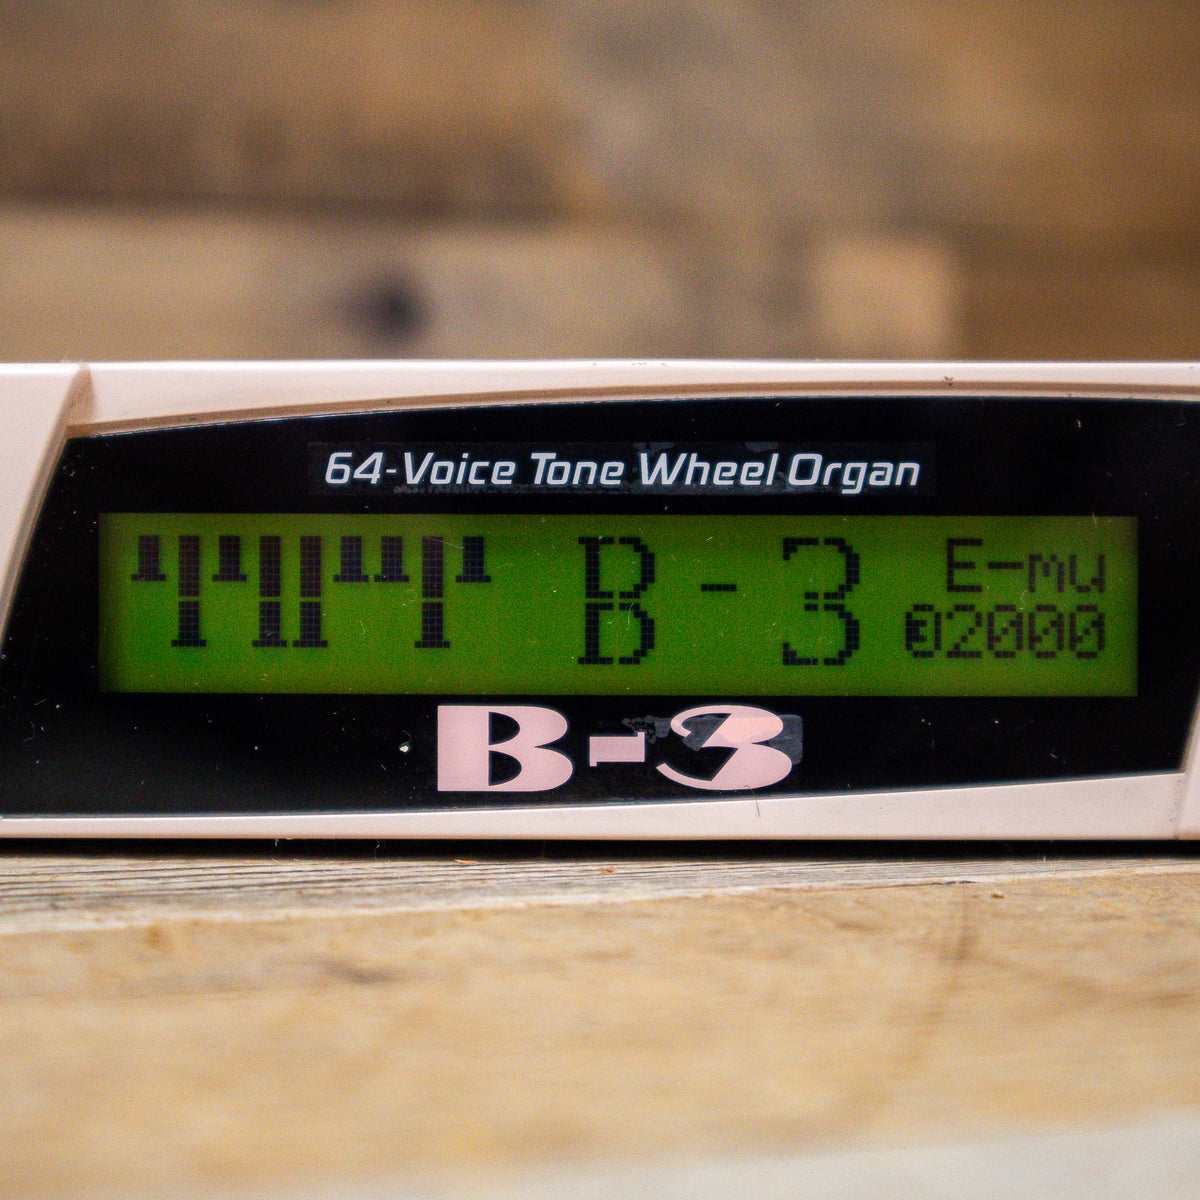 64-Voice Tone Wheel Organ
B-3 E-mu
©2000
B-3